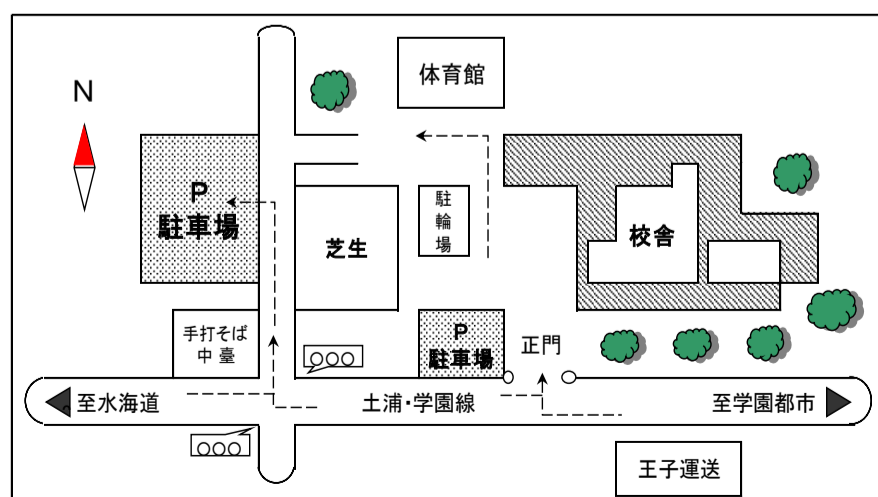 体育館
N
P
駐車場
駐輪場
芝生
校舎
手打そば
中臺
P
駐車場
正門
至水海道
土浦・学園線
至学園都市
王子運送